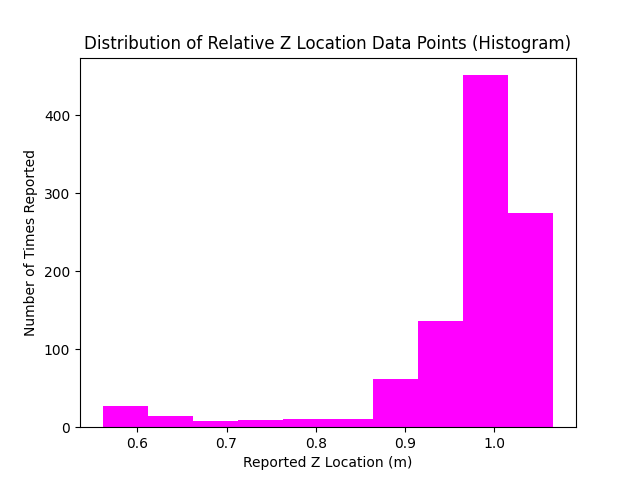 Distribution of Relative Z Location Data Points (Histogram)
Number of Times Reported
400
300
200
100
0
0.6 0.7 0.8 0.9 1.0
Reported Z Location (m)